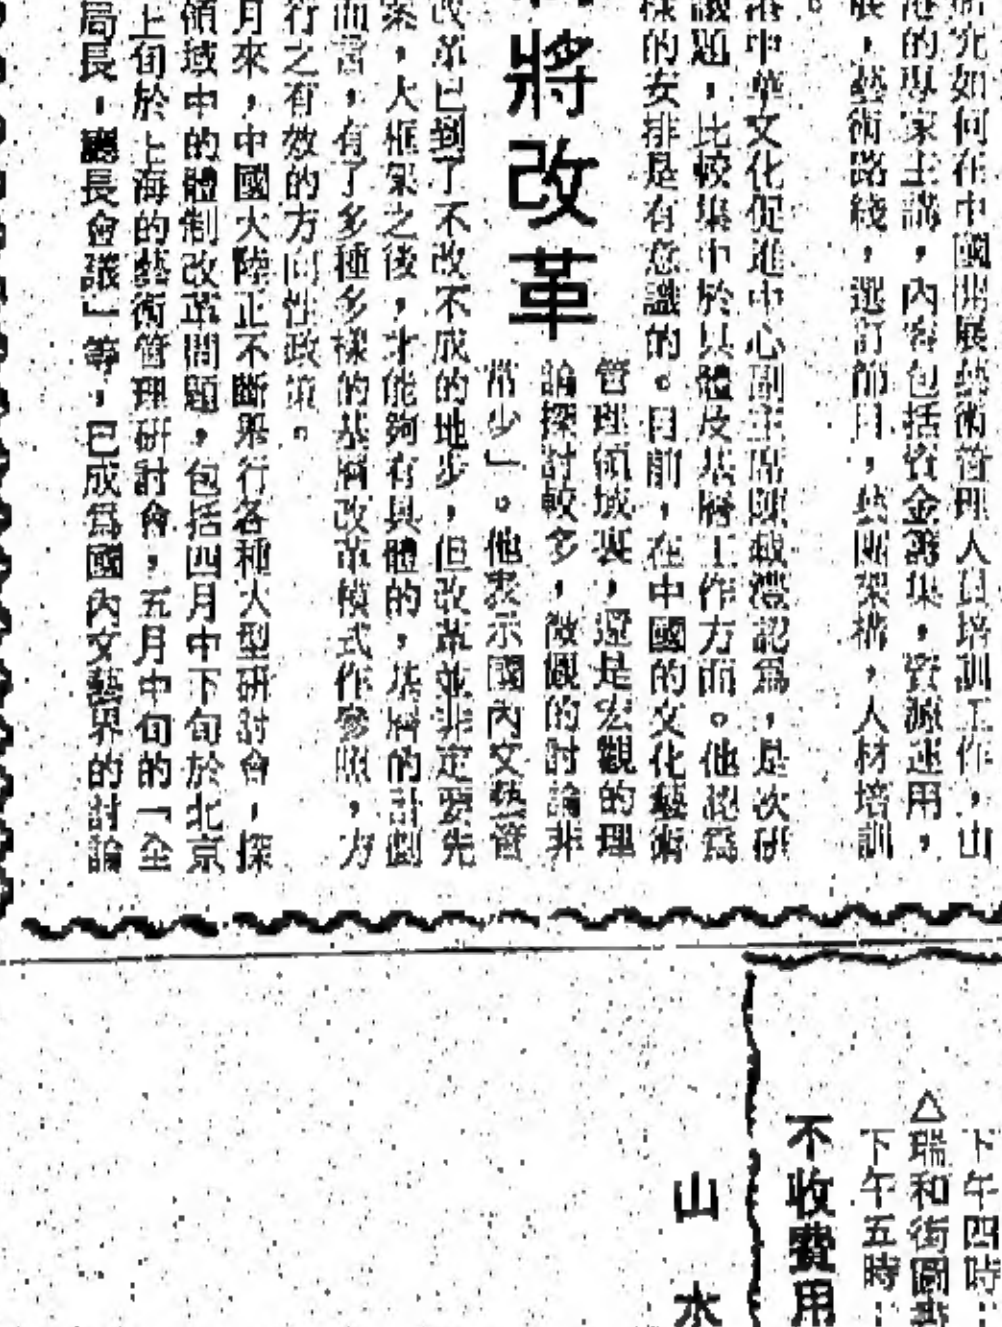 究如何在中國開展藝術管理人員培訓工作，由
港的專家主講，內容包括資金籌集，資源運用，
展，藝術路綫，選訂節目，藝團架構，人材培訓
。
港中華文化促進中心副主席陳載澧認為，是次研
議題，比較集中於具體及基層工作方面。他認為
樣的安排是有意識的。目前，在中國的文化藝術
管理領域裏，還是宏觀的理
論探討較多，微觀的討論非
常少」。他表示國內文藝管
將改革
改革已到了不改不成的地步，但改革並非定要先
案，大框架之後，才能夠有具體的，基層的計劃
而言，有了多種多樣的基層改革模式作參照，方
行之有效的方向性政策。
月來，中國大陸正不斷舉行各種大型研討會，探
領域中的體制改革問題，包括四月中下旬於北京
上旬於上海的藝術管理研討會，五月中旬的「全
局長，廳長會議」等，已成爲國內文藝界的討論
下午四時：
△瑞和街圖
下午五時：
不收費用
山水